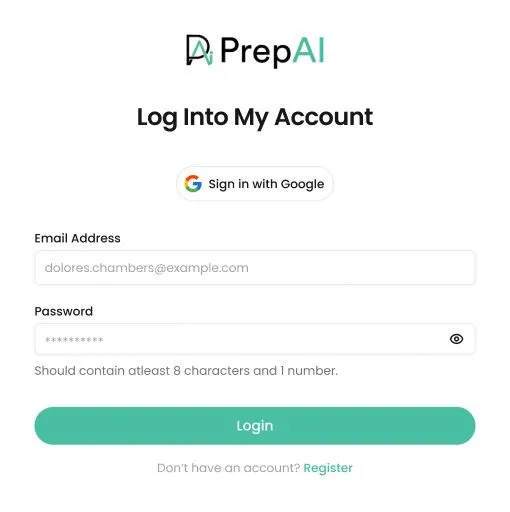 PrepAI
Log Into My Account
Sign in with Google
Email Address
dolores.chambers@example.com
Password
**********
Should contain atleast 8 characters and 1 number.
Login
Don't have an account? Register